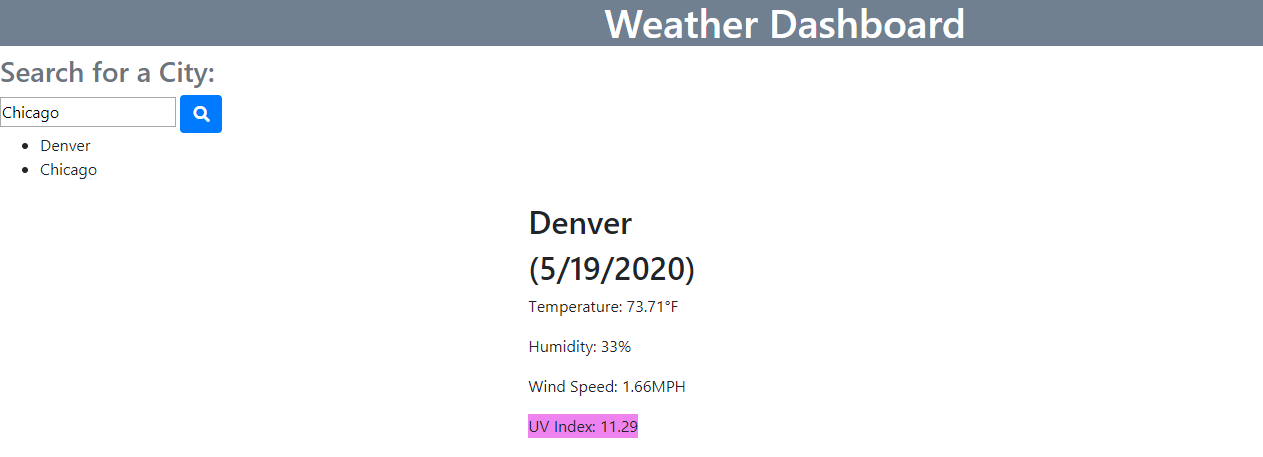 Weather Dashboard
Search for a City:
Chicago
Denver
Chicago
Denver
(5/19/2020)
Temperature: 73.71°F
Humidity: 33%
Wind Speed: 1.66MPH
UV Index: 11.29